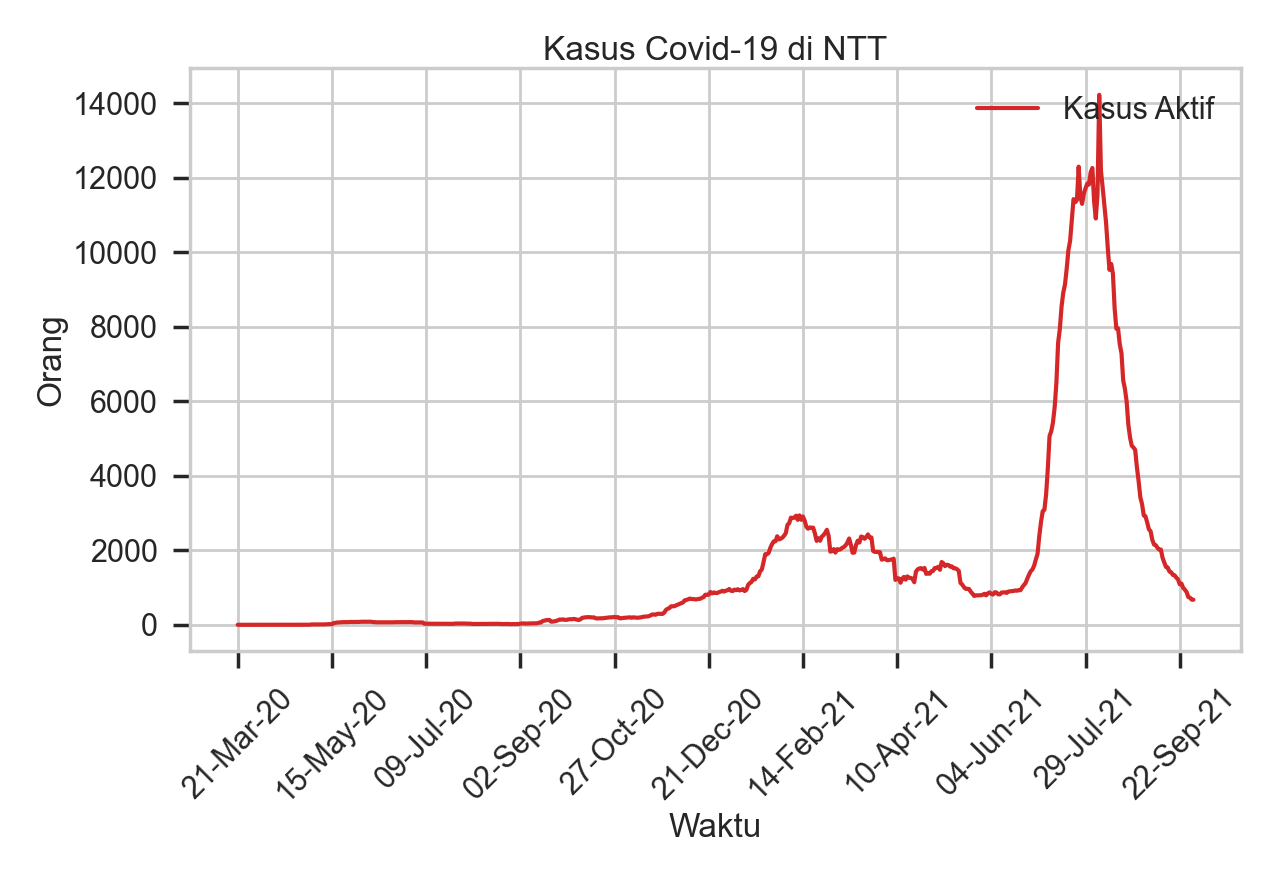 Kasus Covid-19 di NTT
Kasus Aktif
14000
12000
10000
8000
6000
4000
2000
0
Orang
21-Mar-20
15-May-20
09-Jul-20
02-Sep-20
27-Oct-20
21-Dec-20
14-Feb-21
10-Apr-21
04-Jun-21
29-Jul-21
22-Sep-21
Waktu